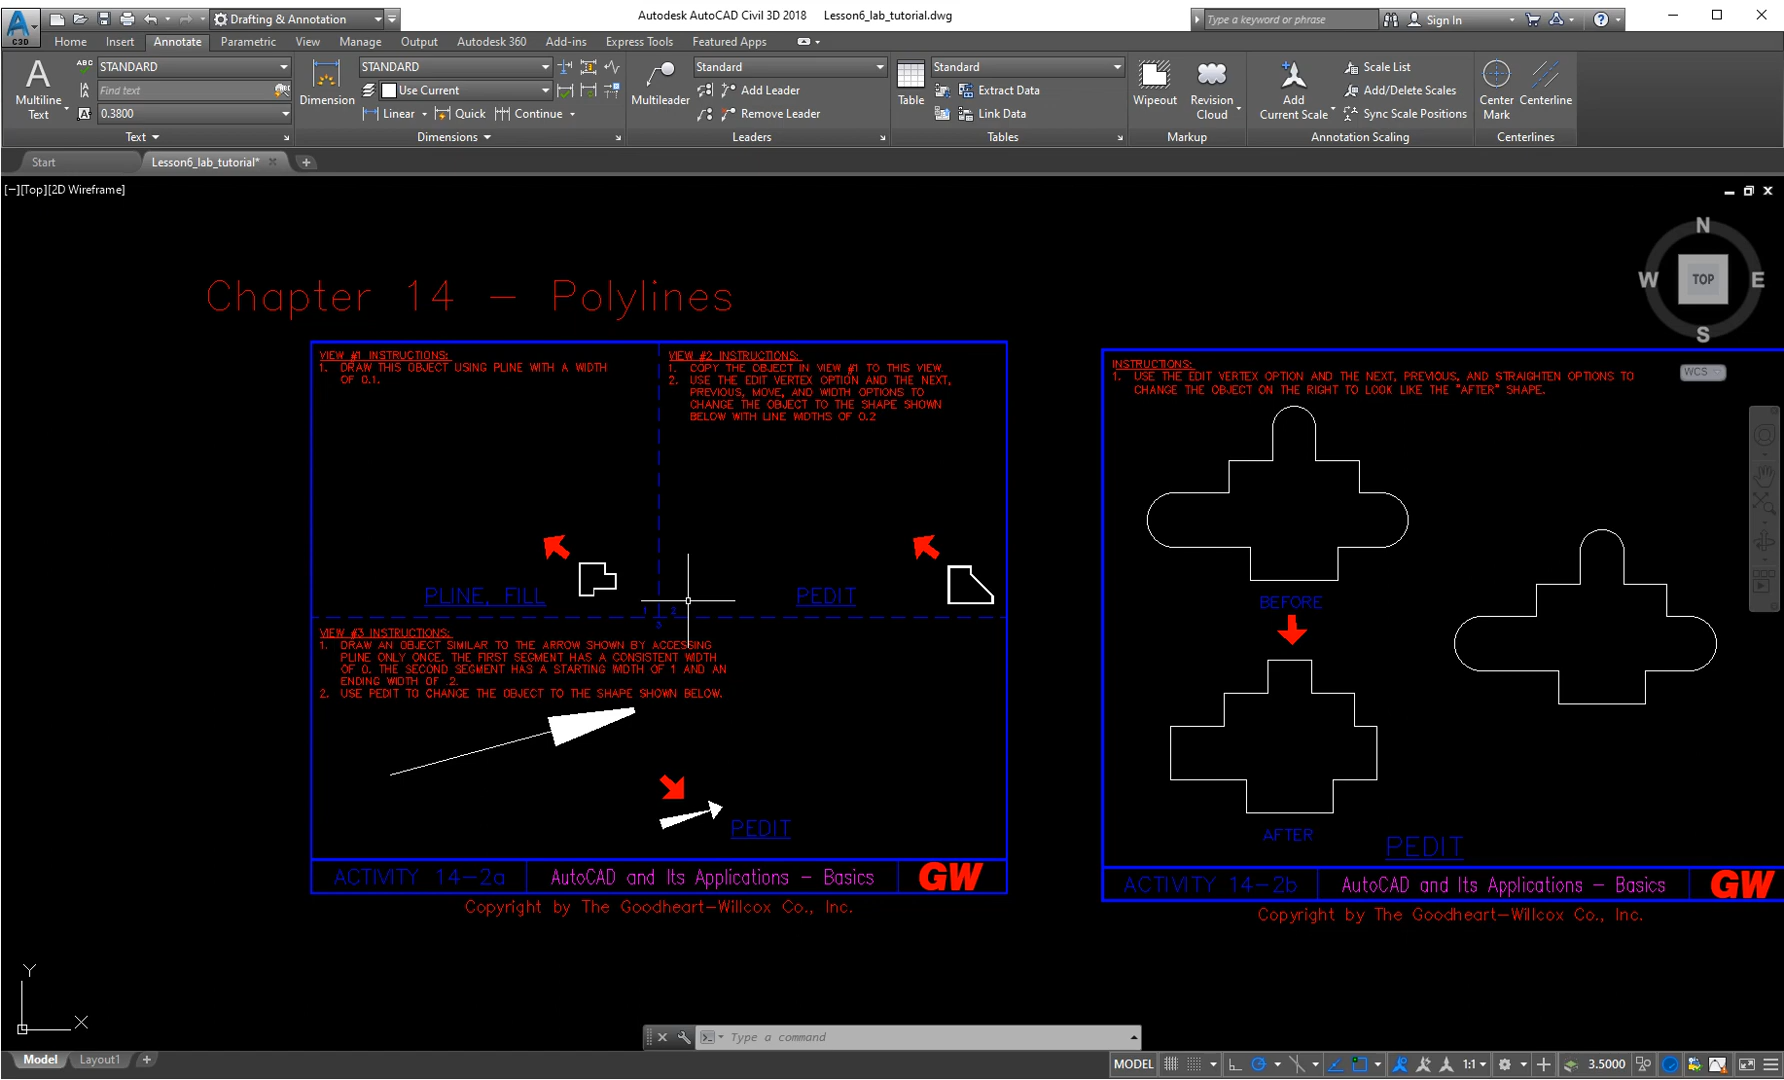 Drafting & Annotation
Autodesk AutoCAD Civil 3D 2018 Lesson6_lab_tutorial.dwg
Type a keyword or phrase
Sign In
C3D
Home Insert Annotate Parametric View Manage Output Autodesk 360 Add-ins Express Tools Featured Apps
A ABC STANDARD STANDARD Standard Standard Scale List
Find text Use Current Add Leader Extract Data Add/Delete Scales
Multiline Text 0.3800 Dimension Linear Quick Continue Multileader Remove Leader Table Link Data Wipeout Revision Cloud Add Current Scale Sync Scale Positions Center Mark Centerline
Text Dimensions Leaders Tables Markup Annotation Scaling Centerlines
Start Lesson6_lab_tutorial*
[−][Top][2D Wireframe]
N
W TOP E
S
WCS
Chapter 14 – Polylines
VIEW #1 INSTRUCTIONS:
1. DRAW THIS OBJECT USING PLINE WITH A WIDTH
OF 0.1.
PLINE, FILL
VIEW #2 INSTRUCTIONS:
1. COPY THE OBJECT IN VIEW #1 TO THIS VIEW.
2. USE THE EDIT VERTEX OPTION AND THE NEXT,
PREVIOUS, MOVE, AND WIDTH OPTIONS TO
CHANGE THE OBJECT TO THE SHAPE SHOWN
BELOW WITH LINE WIDTHS OF 0.2
PEDIT
1 2
3
VIEW #3 INSTRUCTIONS:
1. DRAW AN OBJECT SIMILAR TO THE ARROW SHOWN BY ACCESSING
PLINE ONLY ONCE. THE FIRST SEGMENT HAS A CONSISTENT WIDTH
OF 0. THE SECOND SEGMENT HAS A STARTING WIDTH OF 1 AND AN
ENDING WIDTH OF .2.
2. USE PEDIT TO CHANGE THE OBJECT TO THE SHAPE SHOWN BELOW.
PEDIT
ACTIVITY 14–2a AutoCAD and Its Applications – Basics GW
Copyright by The Goodheart–Willcox Co., Inc.
INSTRUCTIONS:
1. USE THE EDIT VERTEX OPTION AND THE NEXT, PREVIOUS, AND STRAIGHTEN OPTIONS TO
CHANGE THE OBJECT ON THE RIGHT TO LOOK LIKE THE "AFTER" SHAPE.
BEFORE
AFTER
PEDIT
ACTIVITY 14–2b AutoCAD and Its Applications – Basics GW
Copyright by The Goodheart–Willcox Co., Inc.
Y
X
Type a command
Model Layout1
MODEL 1:1 3.5000